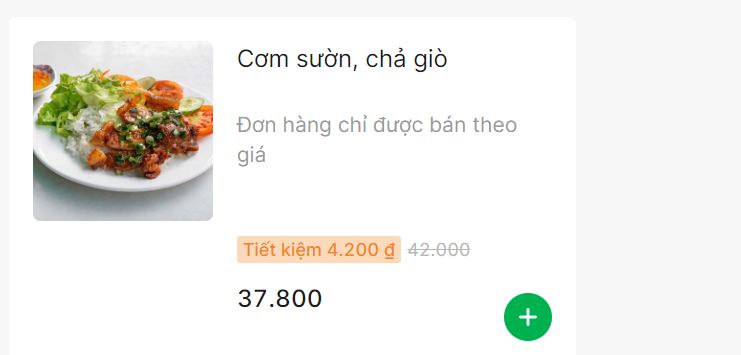 Cơm sườn, chả giò
Đơn hàng chỉ được bán theo
giá
Tiết kiệm 4.200 ₫ 42.000
37.800